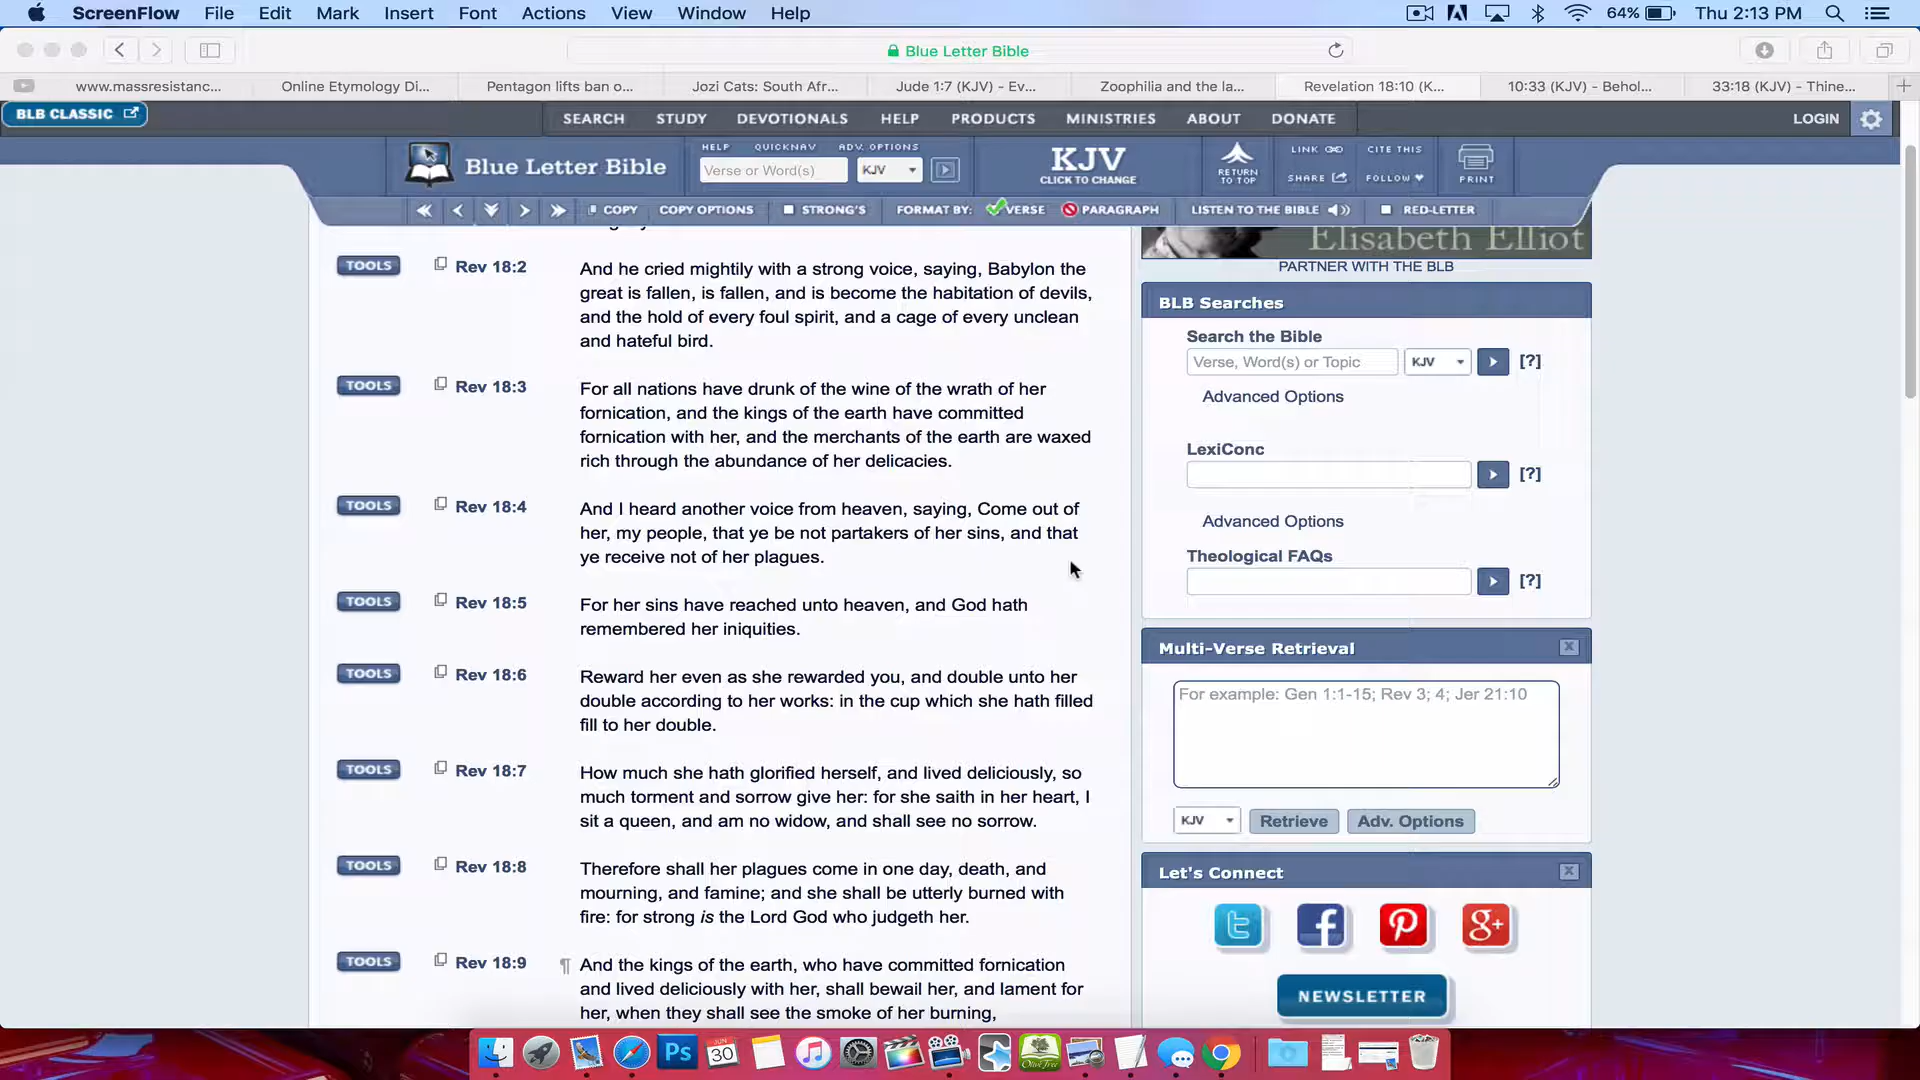 ScreenFlow File Edit Mark Insert Font Actions View Window Help 64% Thu 2:13 PM
Blue Letter Bible
www.massresistanc... Online Etymology Di... Pentagon lifts ban o... Jozi Cats: South Afr... Jude 1:7 (KJV) - Ev... Zoophilia and the la... Revelation 18:10 (K... 10:33 (KJV) - Behol... 33:18 (KJV) - Thine...
BLB CLASSIC
SEARCH STUDY DEVOTIONALS HELP PRODUCTS MINISTRIES ABOUT DONATE LOGIN
HELP QUICKNAV ADV. OPTIONS
Blue Letter Bible
Verse or Word(s) KJV
KJV
CLICK TO CHANGE
RETURN
TO TOP
LINK CITE THIS
SHARE FOLLOW
PRINT
COPY COPY OPTIONS STRONG'S FORMAT BY: VERSE PARAGRAPH LISTEN TO THE BIBLE RED-LETTER
TOOLS Rev 18:2 And he cried mightily with a strong voice, saying, Babylon the
great is fallen, is fallen, and is become the habitation of devils,
and the hold of every foul spirit, and a cage of every unclean
and hateful bird.
TOOLS Rev 18:3 For all nations have drunk of the wine of the wrath of her
fornication, and the kings of the earth have committed
fornication with her, and the merchants of the earth are waxed
rich through the abundance of her delicacies.
TOOLS Rev 18:4 And I heard another voice from heaven, saying, Come out of
her, my people, that ye be not partakers of her sins, and that
ye receive not of her plagues.
TOOLS Rev 18:5 For her sins have reached unto heaven, and God hath
remembered her iniquities.
TOOLS Rev 18:6 Reward her even as she rewarded you, and double unto her
double according to her works: in the cup which she hath filled
fill to her double.
TOOLS Rev 18:7 How much she hath glorified herself, and lived deliciously, so
much torment and sorrow give her: for she saith in her heart, I
sit a queen, and am no widow, and shall see no sorrow.
TOOLS Rev 18:8 Therefore shall her plagues come in one day, death, and
mourning, and famine; and she shall be utterly burned with
fire: for strong is the Lord God who judgeth her.
TOOLS Rev 18:9 ¶ And the kings of the earth, who have committed fornication
and lived deliciously with her, shall bewail her, and lament for
her, when they shall see the smoke of her burning,
Elisabeth Elliot
PARTNER WITH THE BLB
BLB Searches
Search the Bible
Verse, Word(s) or Topic KJV [?]
Advanced Options
LexiConc
[?]
Advanced Options
Theological FAQs
[?]
Multi-Verse Retrieval
For example: Gen 1:1-15; Rev 3; 4; Jer 21:10
KJV Retrieve Adv. Options
Let's Connect
NEWSLETTER
Ps
JUN
30